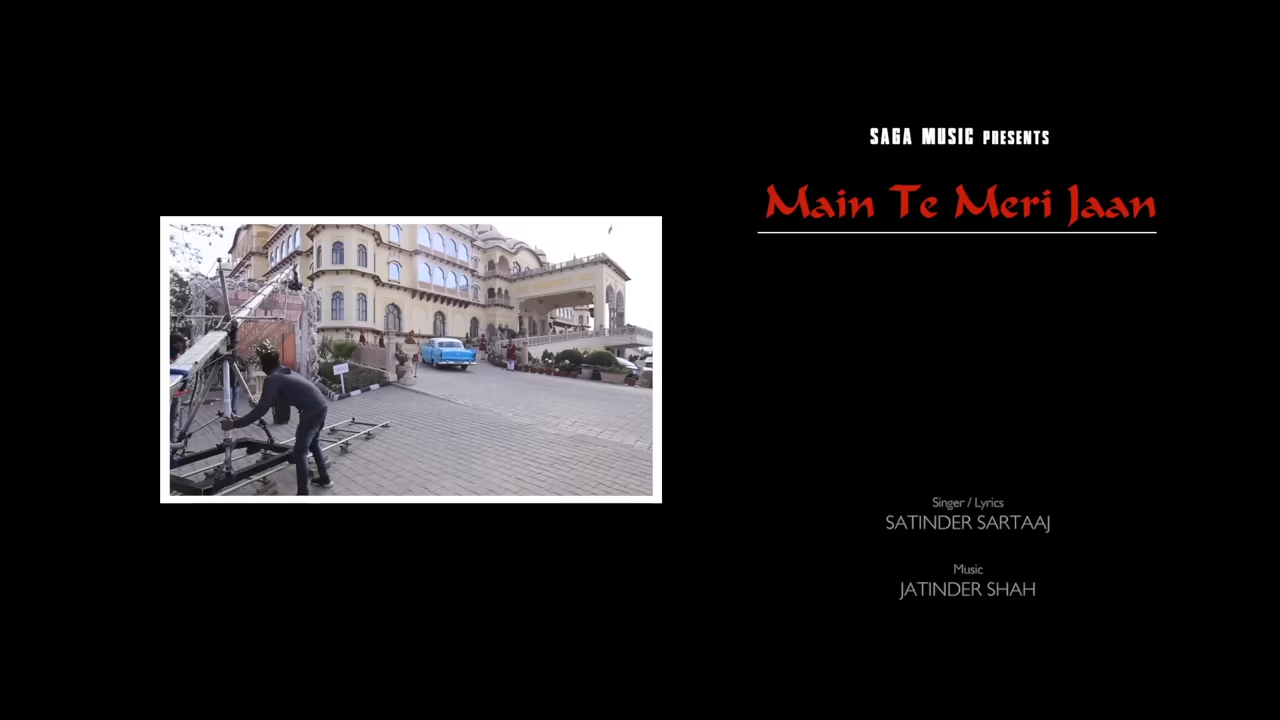 SAGA MUSIC PRESENTS
Main Te Meri Jaan
Singer / Lyrics
SATINDER SARTAAJ
Music
JATINDER SHAH